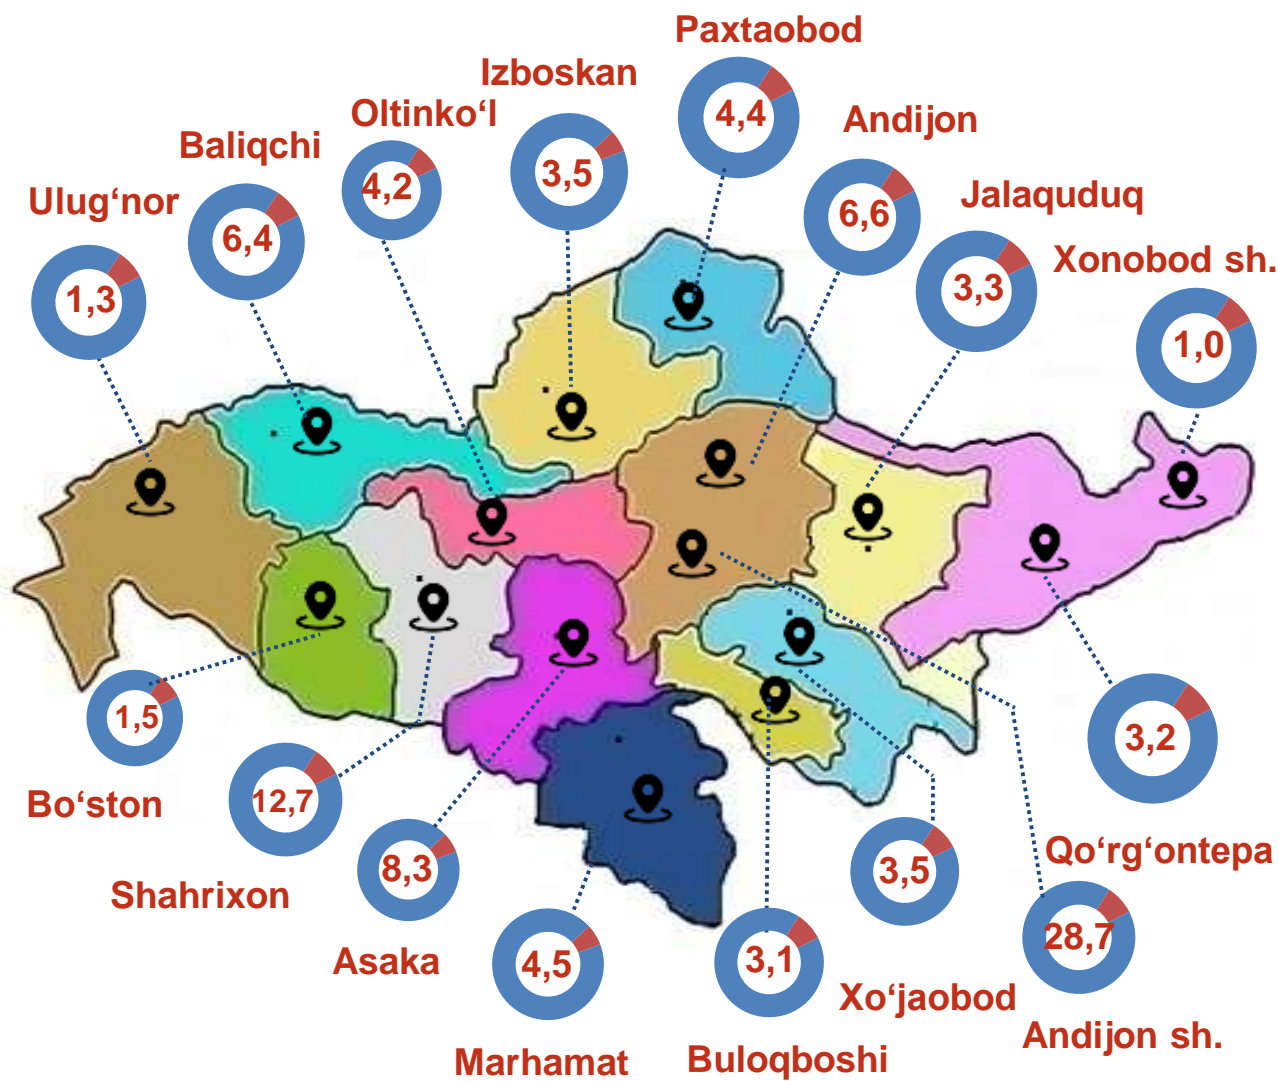 Paxtaobod
4,4
Izboskan
3,5
Oltinko‘l
4,2
Andijon
6,6
Baliqchi
6,4
Jalaquduq
3,3
Ulug‘nor
1,3
Xonobod sh.
1,0
1,5
Bo‘ston
12,7
Shahrixon
8,3
Asaka
4,5
Marhamat
3,1
Buloqboshi
3,5
Xo‘jaobod
3,2
Qo‘rg‘ontepa
28,7
Andijon sh.